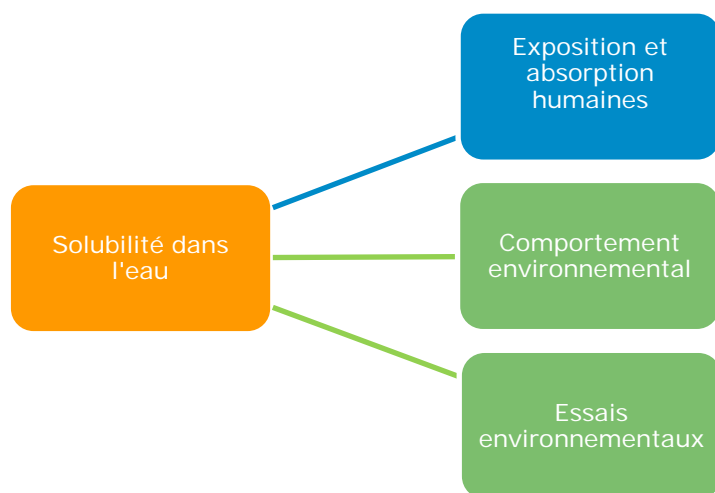 Exposition et
absorption
humaines
Solubilité dans
l'eau
Comportement
environnemental
Essais
environnementaux